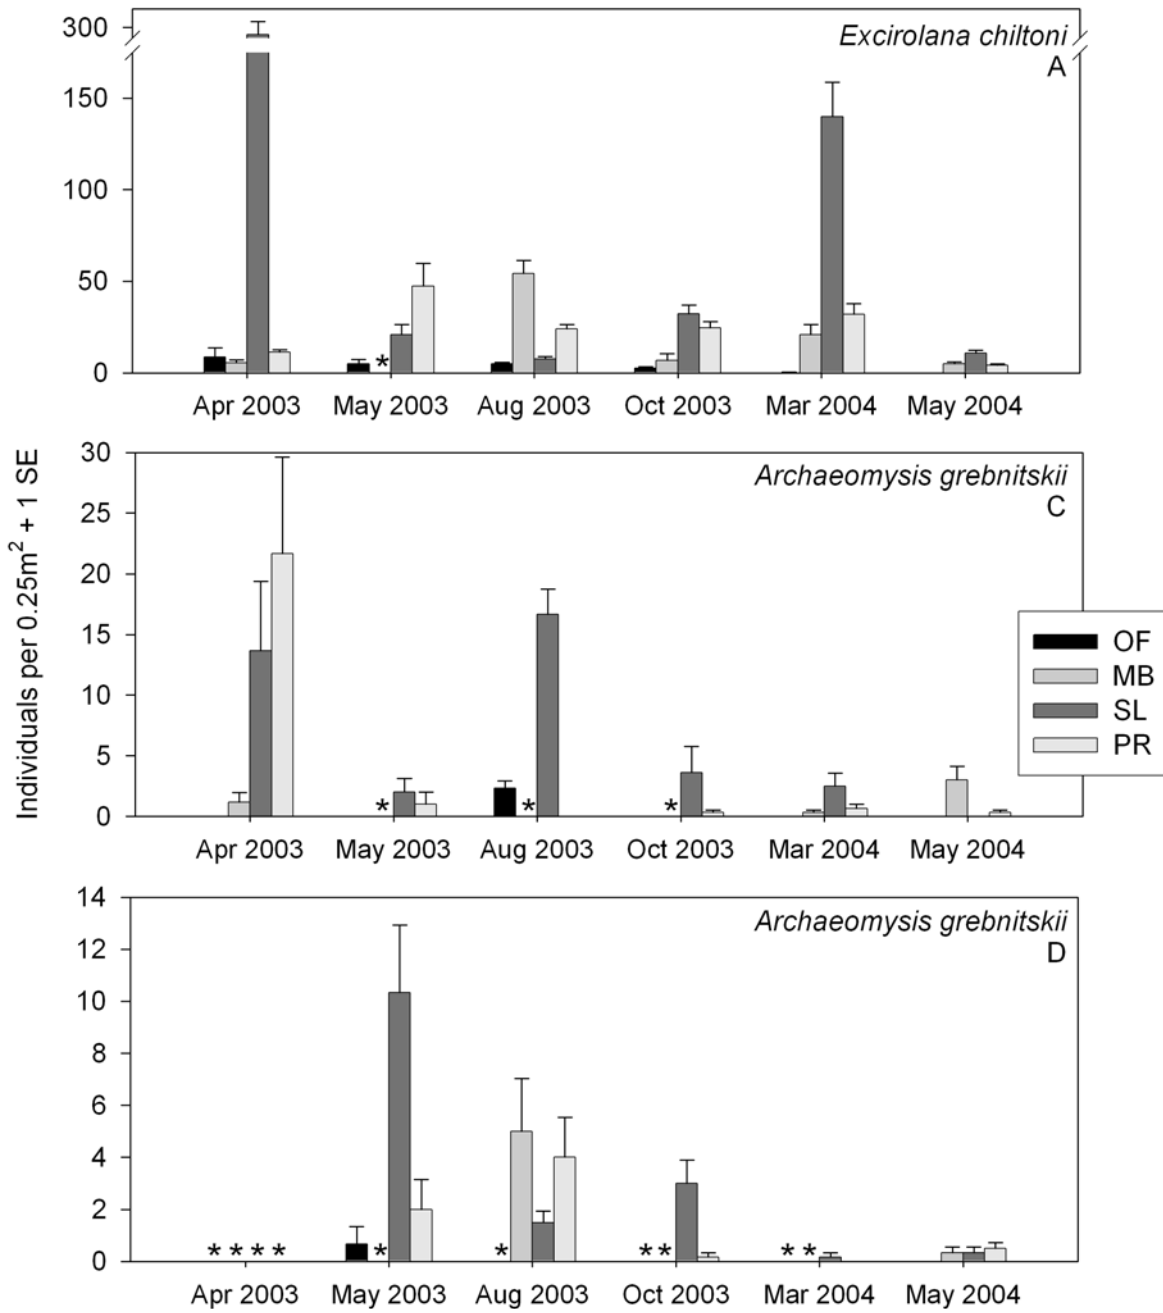 Individuals per 0.25m² + 1 SE
Excirolana chiltoni
A
300
150
100
50
0
*
Apr 2003 May 2003 Aug 2003 Oct 2003 Mar 2004 May 2004
Archaeomysis grebnitskii
C
30
25
20
15
10
5
0
* * *
Apr 2003 May 2003 Aug 2003 Oct 2003 Mar 2004 May 2004
OF
MB
SL
PR
Archaeomysis grebnitskii
D
14
12
10
8
6
4
2
0
* * * * * * * * * *
Apr 2003 May 2003 Aug 2003 Oct 2003 Mar 2004 May 2004